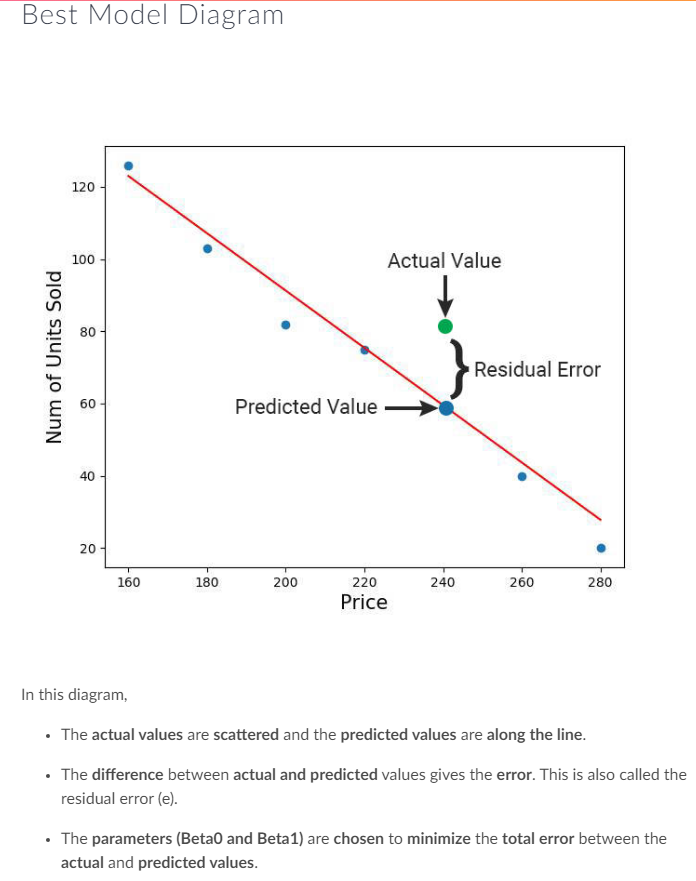 Best Model Diagram
120
100
80
60
40
20
Num of Units Sold
Actual Value
Residual Error
Predicted Value
160 180 200 220 240 260 280
Price
In this diagram,
• The actual values are scattered and the predicted values are along the line.
• The difference between actual and predicted values gives the error. This is also called the
residual error (e).
• The parameters (Beta0 and Beta1) are chosen to minimize the total error between the
actual and predicted values.